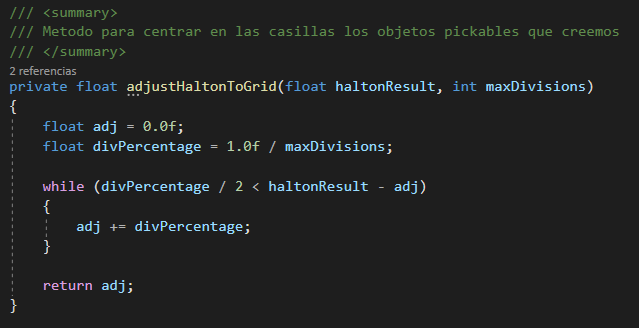 /// <summary>
/// Metodo para centrar en las casillas los objetos pickables que creemos
/// </summary>
2 referencias
private float adjustHaltonToGrid(float haltonResult, int maxDivisions)
{
    float adj = 0.0f;
    float divPercentage = 1.0f / maxDivisions;

    while (divPercentage / 2 < haltonResult - adj)
    {
        adj += divPercentage;
    }

    return adj;
}